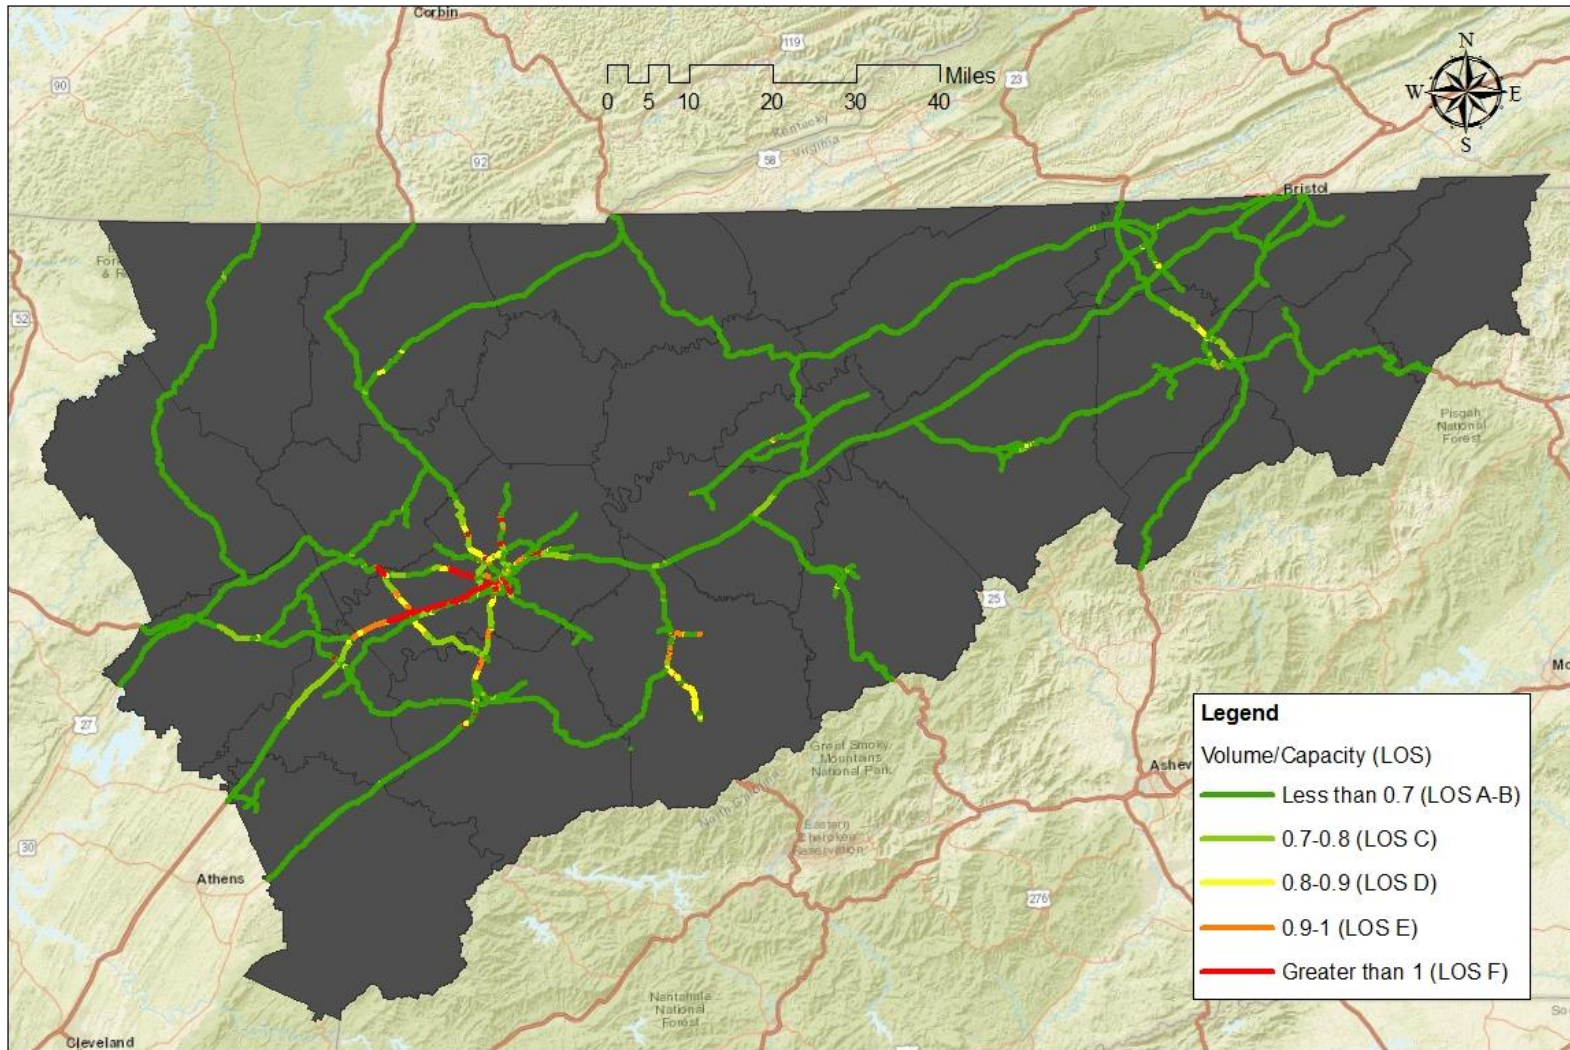 Corbin
119
90
Miles
0 5 10 20 30 40
23
N
W E
S
Kentucky
Virginia
92
58
Bristol
52
Pisgah
National
Forest
25
27
Great Smoky
Mountains
National Park
North Carolina
Eastern
Cherokee
Reservation
Ashev
Mo
30
Athens
276
Nantahala
National
Forest
Cleveland
Legend
Volume/Capacity (LOS)
Less than 0.7 (LOS A-B)
0.7-0.8 (LOS C)
0.8-0.9 (LOS D)
0.9-1 (LOS E)
Greater than 1 (LOS F)